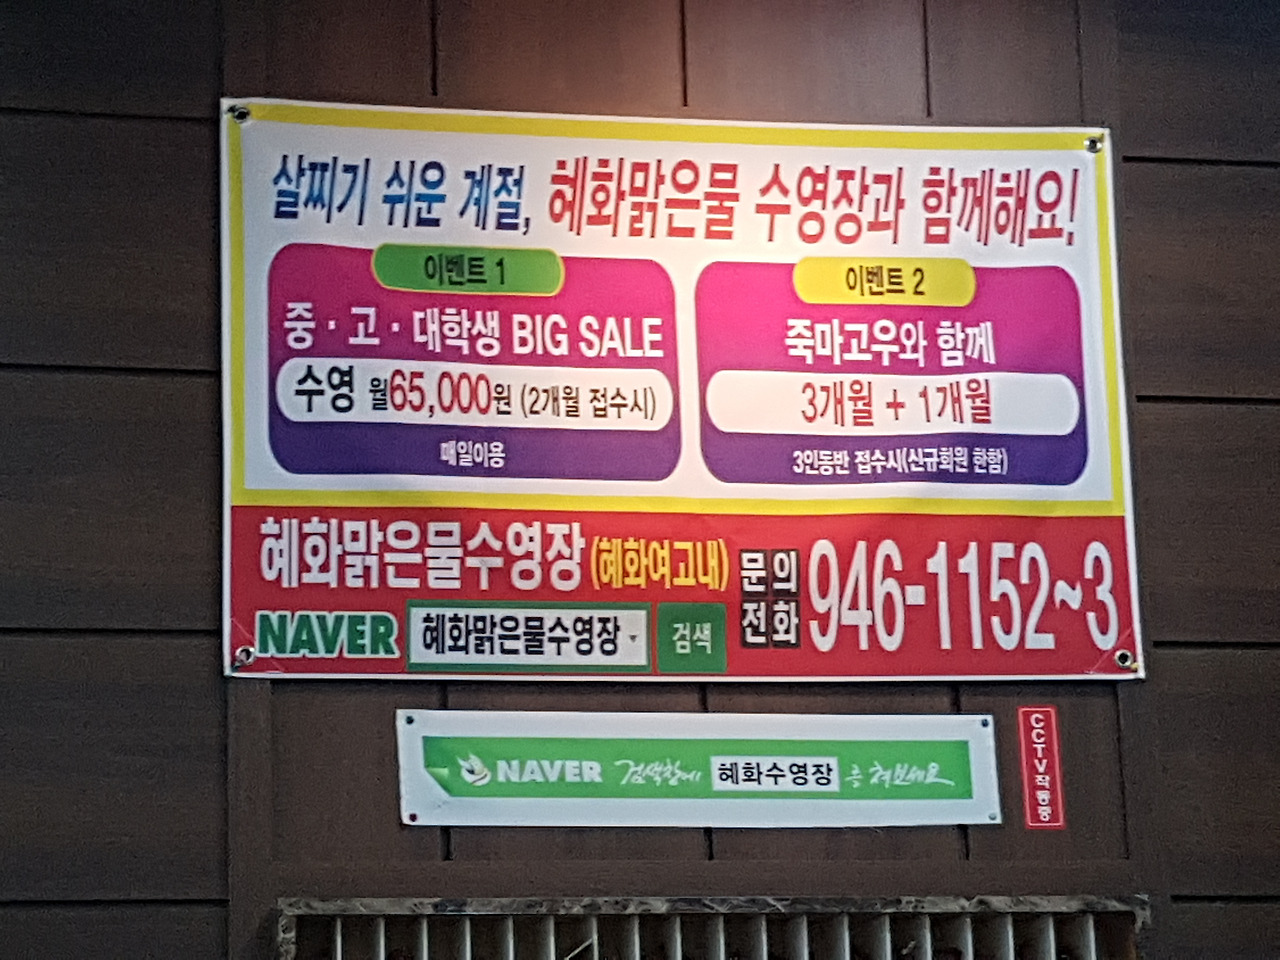 살찌기 쉬운 계절, 혜화맑은물 수영장과 함께해요!
이벤트 1
중·고·대학생 BIG SALE
수영 월65,000원 (2개월 접수시)
매일이용
이벤트 2
죽마고우와 함께
3개월 + 1개월
3인동반 접수시(신규회원 한함)
혜화맑은물수영장(혜화여고내)
문의전화 946-1152~3
NAVER 혜화맑은물수영장 검색
NAVER 검색창에 혜화수영장 를 쳐보세요
CCTV작동중